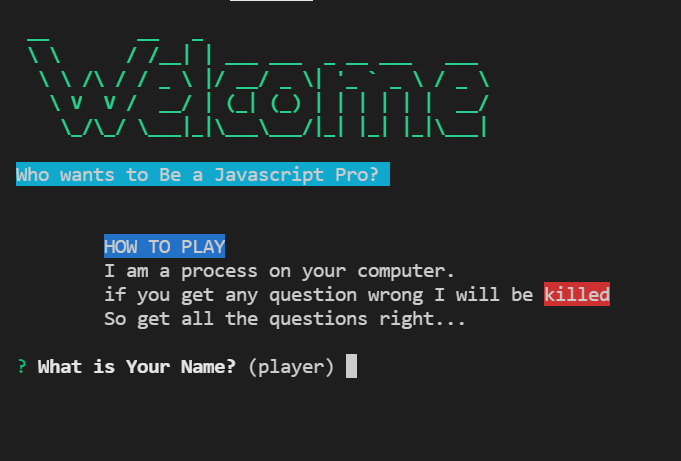 Welcome
Who wants to Be a Javascript Pro?
HOW TO PLAY
I am a process on your computer.
if you get any question wrong I will be killed
So get all the questions right...
? What is Your Name? (player)